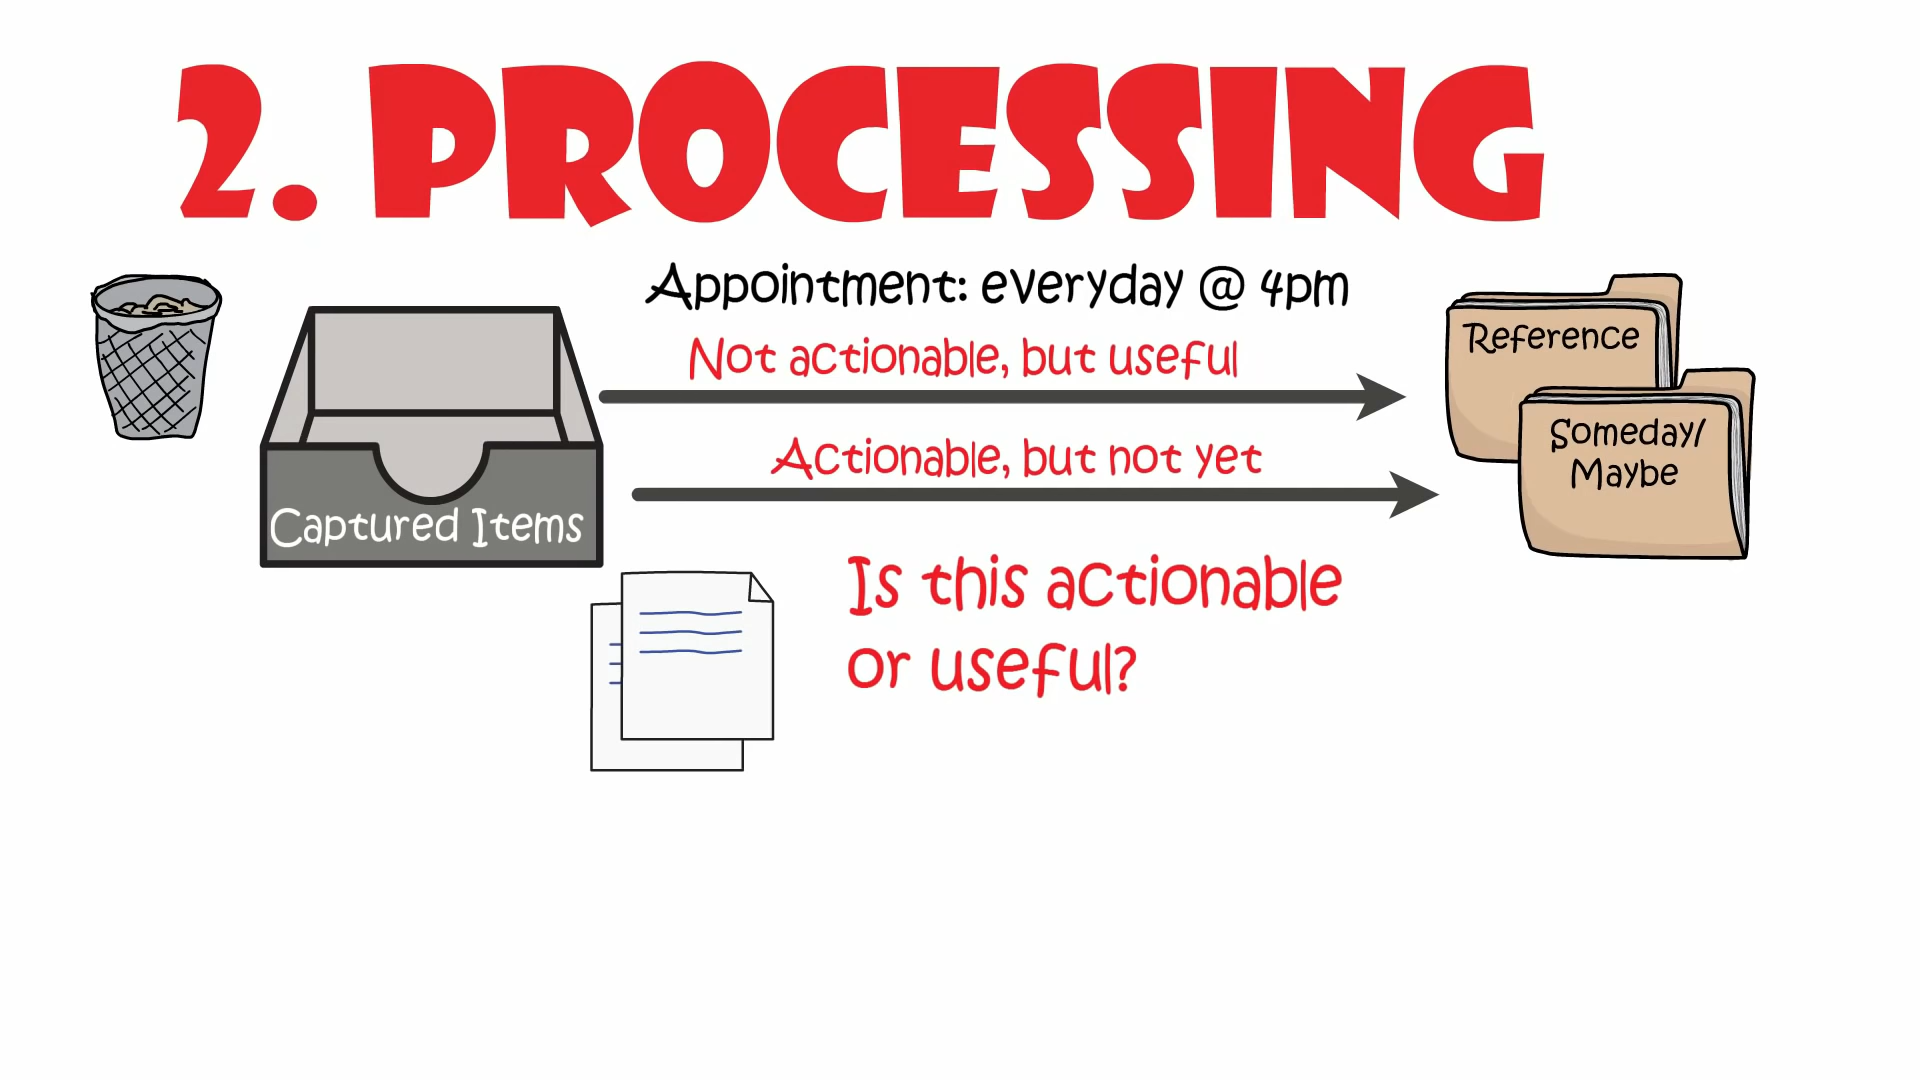 2. PROCESSING
Appointment: everyday @ 4pm
Not actionable, but useful
Reference
Actionable, but not yet
Someday/
Maybe
Captured Items
Is this actionable
or useful?